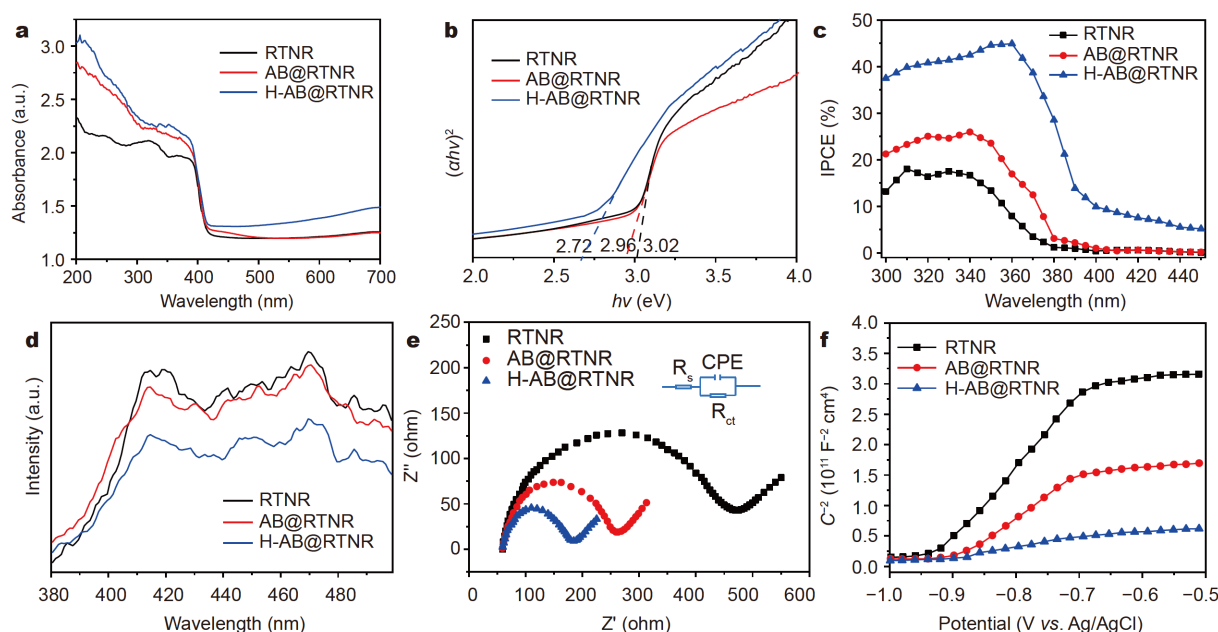 a
3.0
2.5
2.0
1.5
1.0
Absorbance (a.u.)
RTNR
AB@RTNR
H-AB@RTNR
200 300 400 500 600 700
Wavelength (nm)
b
(αhν)²
RTNR
AB@RTNR
H-AB@RTNR
2.72 2.96 3.02
2.0 2.5 3.0 3.5 4.0
hν (eV)
c
50
40
30
20
10
0
IPCE (%)
RTNR
AB@RTNR
H-AB@RTNR
300 320 340 360 380 400 420 440
Wavelength (nm)
d
Intensity (a.u.)
RTNR
AB@RTNR
H-AB@RTNR
380 400 420 440 460 480
Wavelength (nm)
e
250
200
150
100
50
0
Z'' (ohm)
RTNR
AB@RTNR
H-AB@RTNR
Rs
CPE
Rct
0 100 200 300 400 500 600
Z' (ohm)
f
4.0
3.5
3.0
2.5
2.0
1.5
1.0
0.5
0.0
C⁻² (10¹¹ F⁻² cm⁴)
RTNR
AB@RTNR
H-AB@RTNR
−1.0 −0.9 −0.8 −0.7 −0.6 −0.5
Potential (V vs. Ag/AgCl)